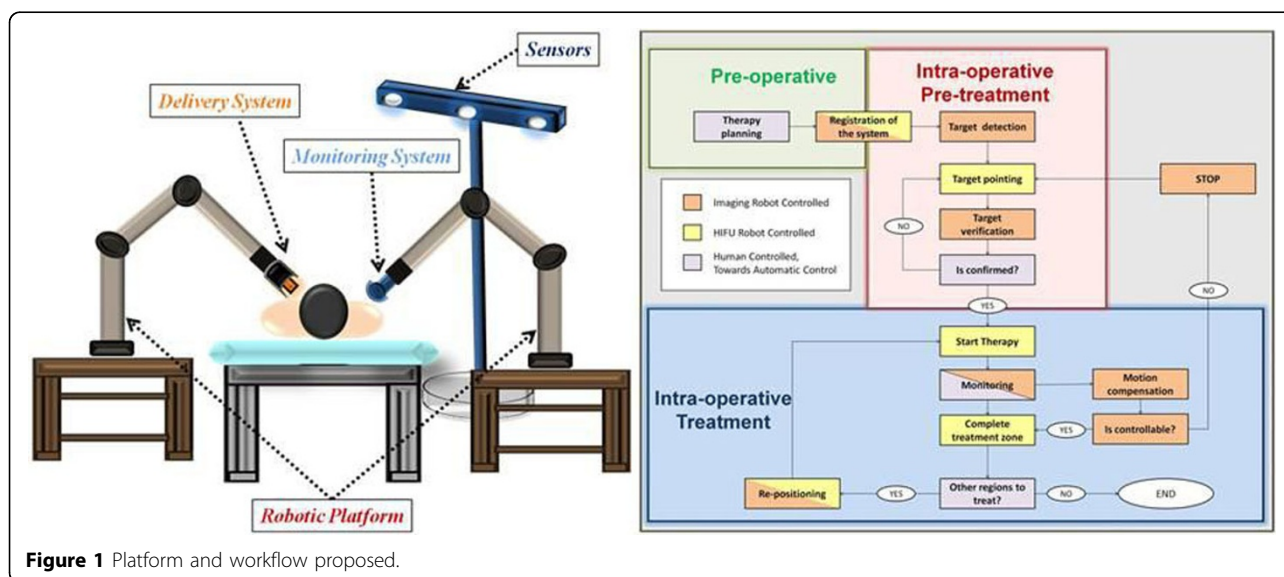 Sensors
Delivery System
Monitoring System
Robotic Platform
Pre-operative
Intra-operative
Pre-treatment
Therapy
planning
Registration of
the system
Target detection
Target pointing
STOP
Imaging Robot Controlled
HIFU Robot Controlled
Human Controlled,
Towards Automatic Control
Target
verification
NO
Is confirmed?
NO
YES
Start Therapy
Intra-operative
Treatment
Monitoring
Motion
compensation
Complete
treatment zone
YES
Is controllable?
Re-positioning
YES
Other regions to
treat?
NO
END
Figure 1 Platform and workflow proposed.